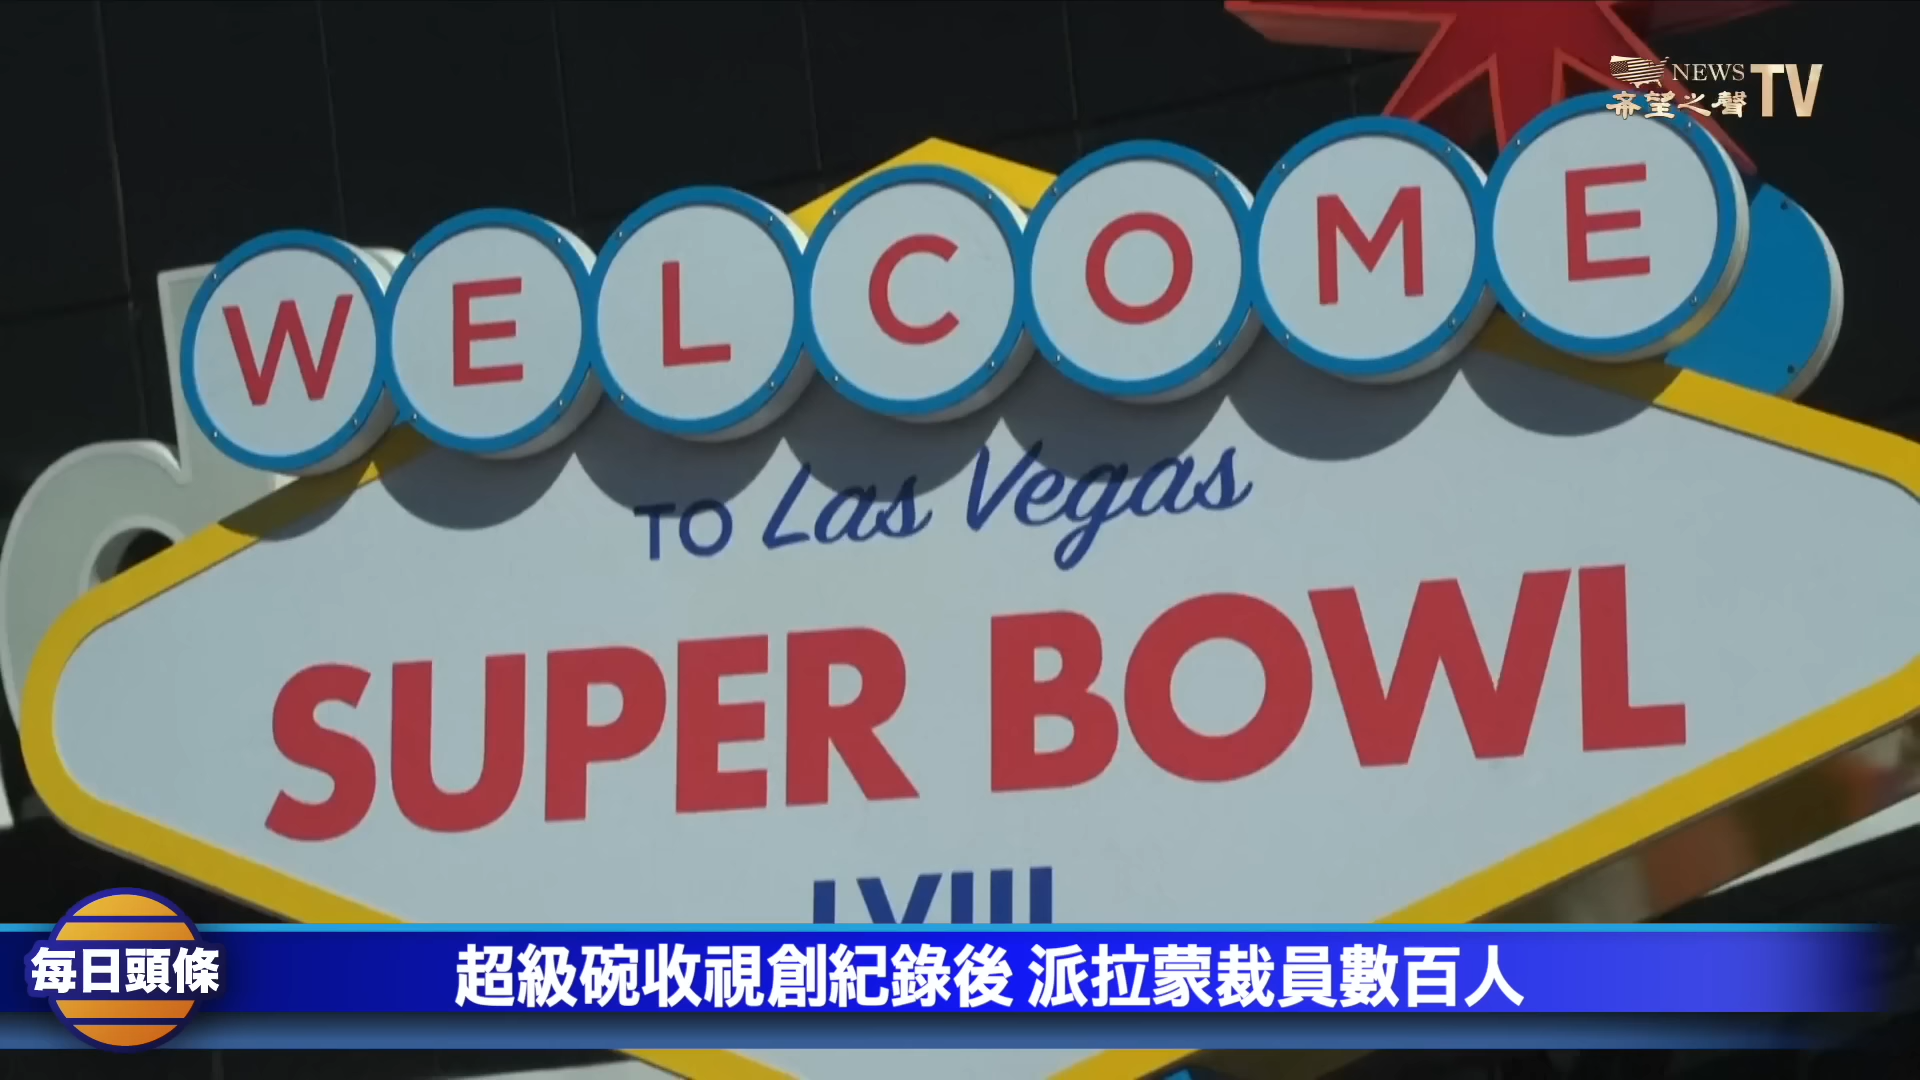 NEWS
希望之聲TV
WELCOME
TO Las Vegas
SUPER BOWL
LVIII
每日頭條
超級碗收視創紀錄後 派拉蒙裁員數百人